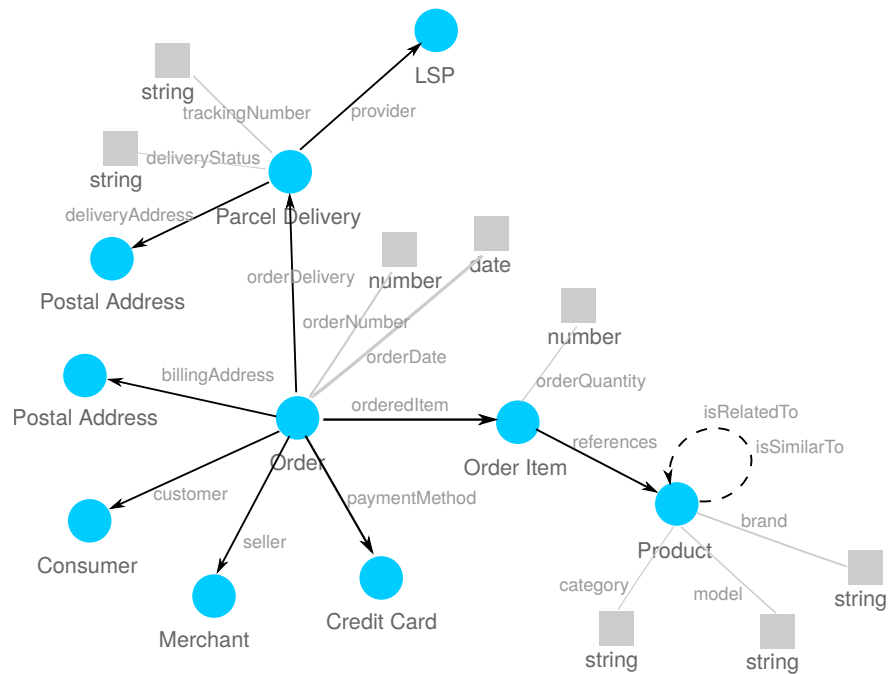 LSP
string
trackingNumber
provider
string
deliveryStatus
deliveryAddress
Parcel Delivery
Postal Address
orderDelivery
number
date
orderNumber
number
orderDate
billingAddress
orderQuantity
Postal Address
orderedItem
isRelatedTo
references
isSimilarTo
Order
Order Item
customer
paymentMethod
brand
seller
Product
Consumer
category
model
string
Credit Card
Merchant
string
string